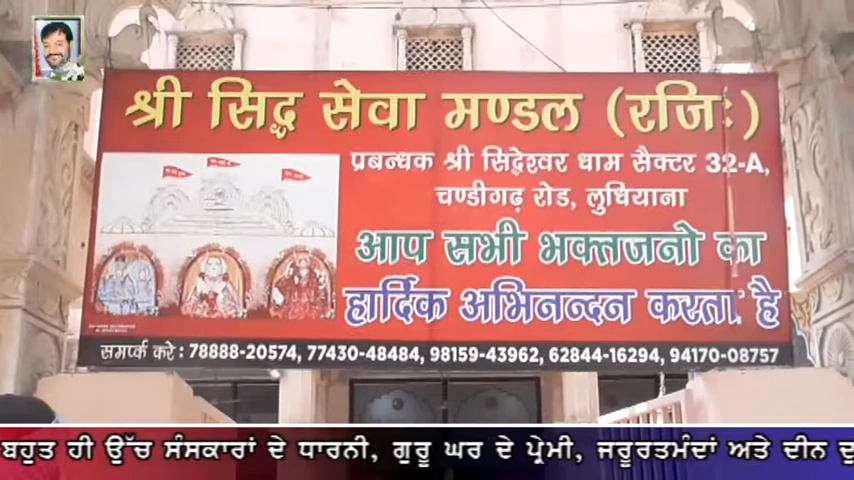 श्री सिद्ध सेवा मण्डल (रजि॰)
प्रबन्धक श्री सिद्धेश्वर धाम सैक्टर 32-A,
चण्डीगढ़ रोड, लुधियाना
आप सभी भक्तजनो का
हार्दिक अभिनन्दन करता है
सम्पर्क करे : 78888-20574, 77430-48484, 98159-43962, 62844-16294, 94170-08757
ਬਹੁਤ ਹੀ ਉੱਚ ਸੰਸਕਾਰਾਂ ਦੇ ਧਾਰਨੀ, ਗੁਰੂ ਘਰ ਦੇ ਪ੍ਰੇਮੀ, ਜਰੂਰਤਮੰਦਾਂ ਅਤੇ ਦੀਨ